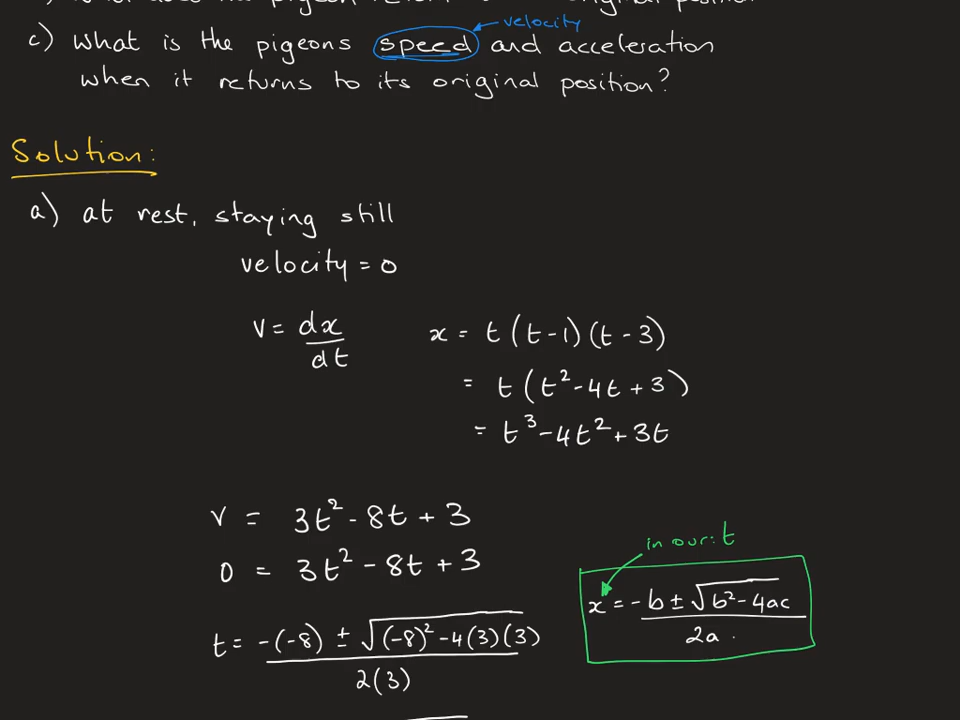 velocity
c) What is the pigeons speed and acceleration
when it returns to its original position?
Solution:
a) at rest, staying still
velocity = 0
v = dx/dt
x = t(t-1)(t-3)
= t(t²-4t+3)
= t³-4t²+3t
v = 3t²-8t+3
0 = 3t²-8t+3
in our: t
x = -b±√b²-4ac / 2a.
t = -(-8) ± √(-8)²-4(3)(3) / 2(3)